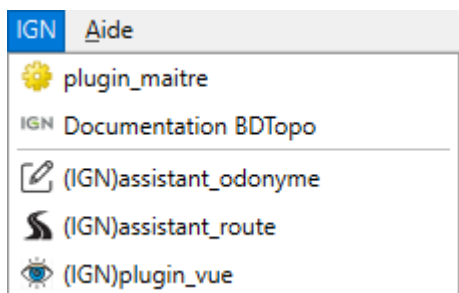 IGN Aide
plugin_maitre
IGN Documentation BDTopo
(IGN)assistant_odonyme
(IGN)assistant_route
(IGN)plugin_vue